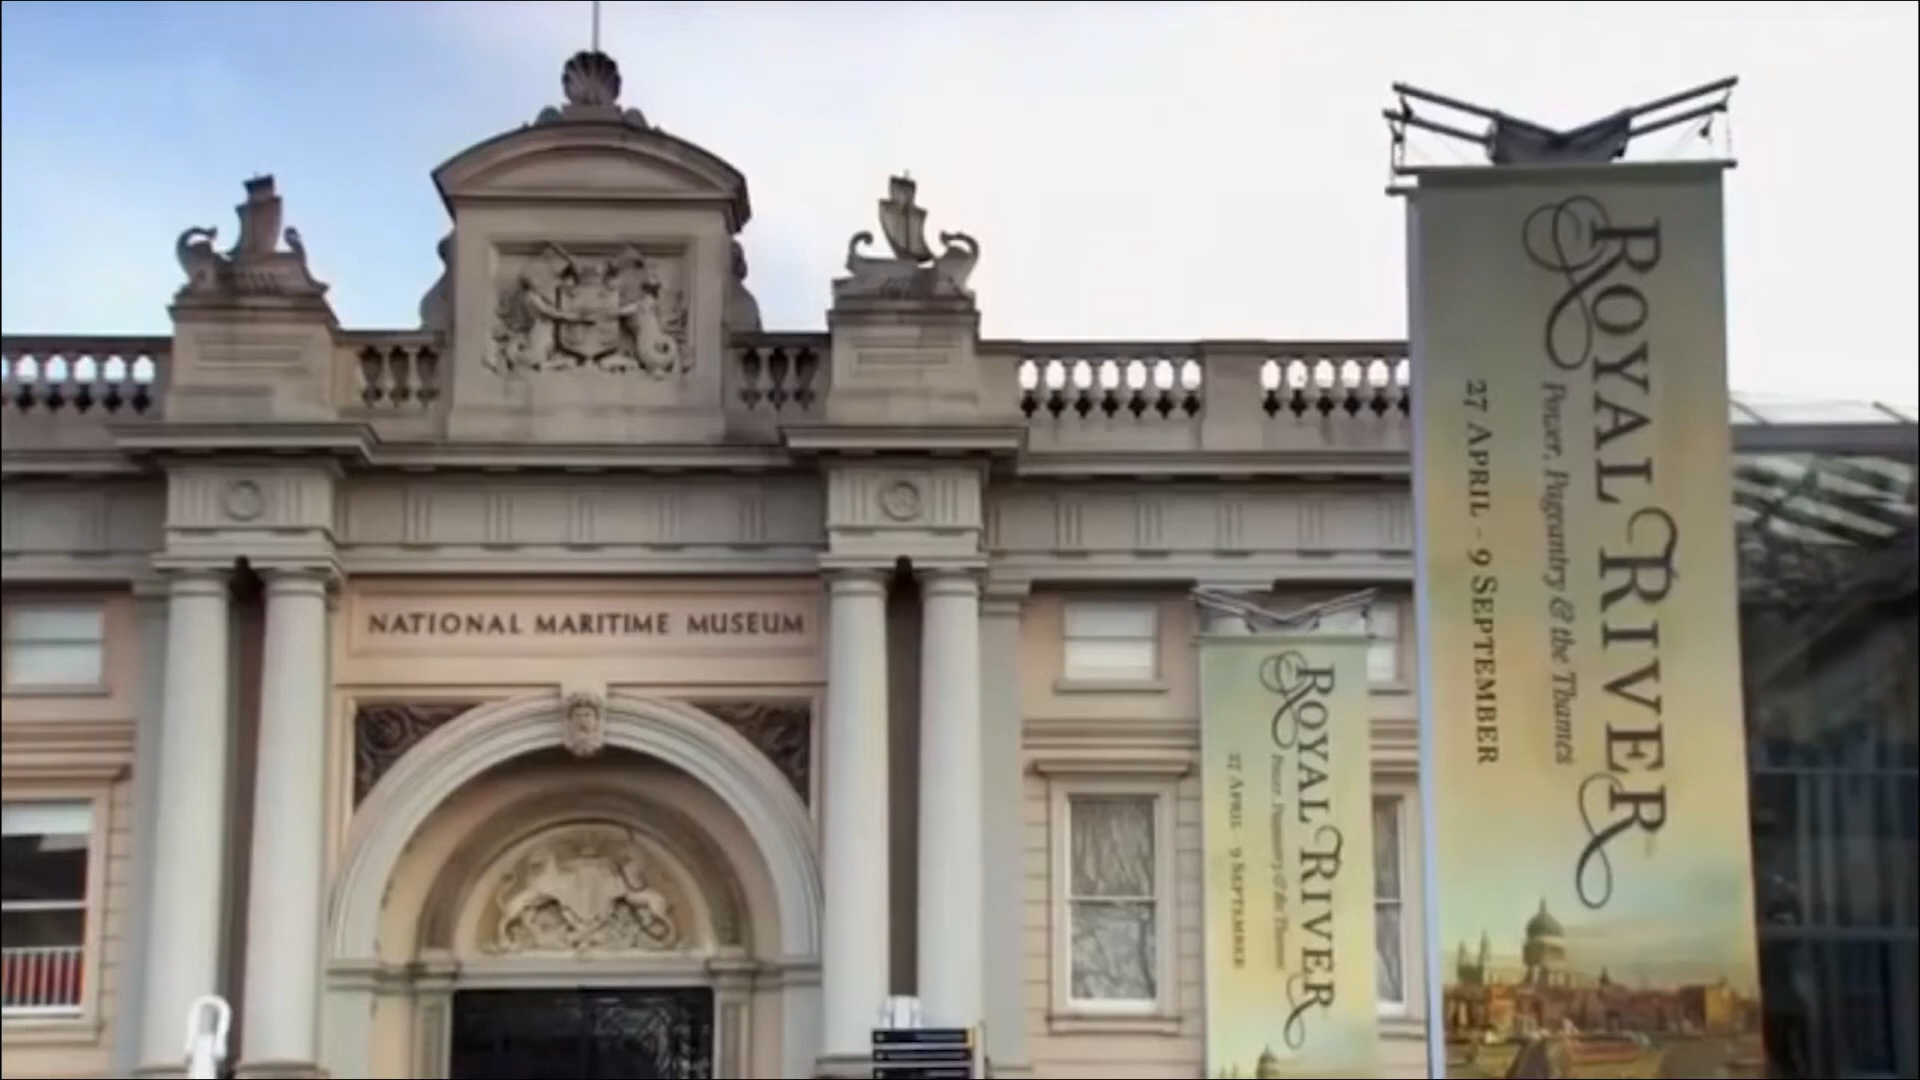 NATIONAL MARITIME MUSEUM
ROYAL RIVER
Power, Pageantry & the Thames
27 APRIL - 9 SEPTEMBER
ROYAL RIVER
Power, Pageantry & the Thames
27 APRIL 9 SEPTEMBER